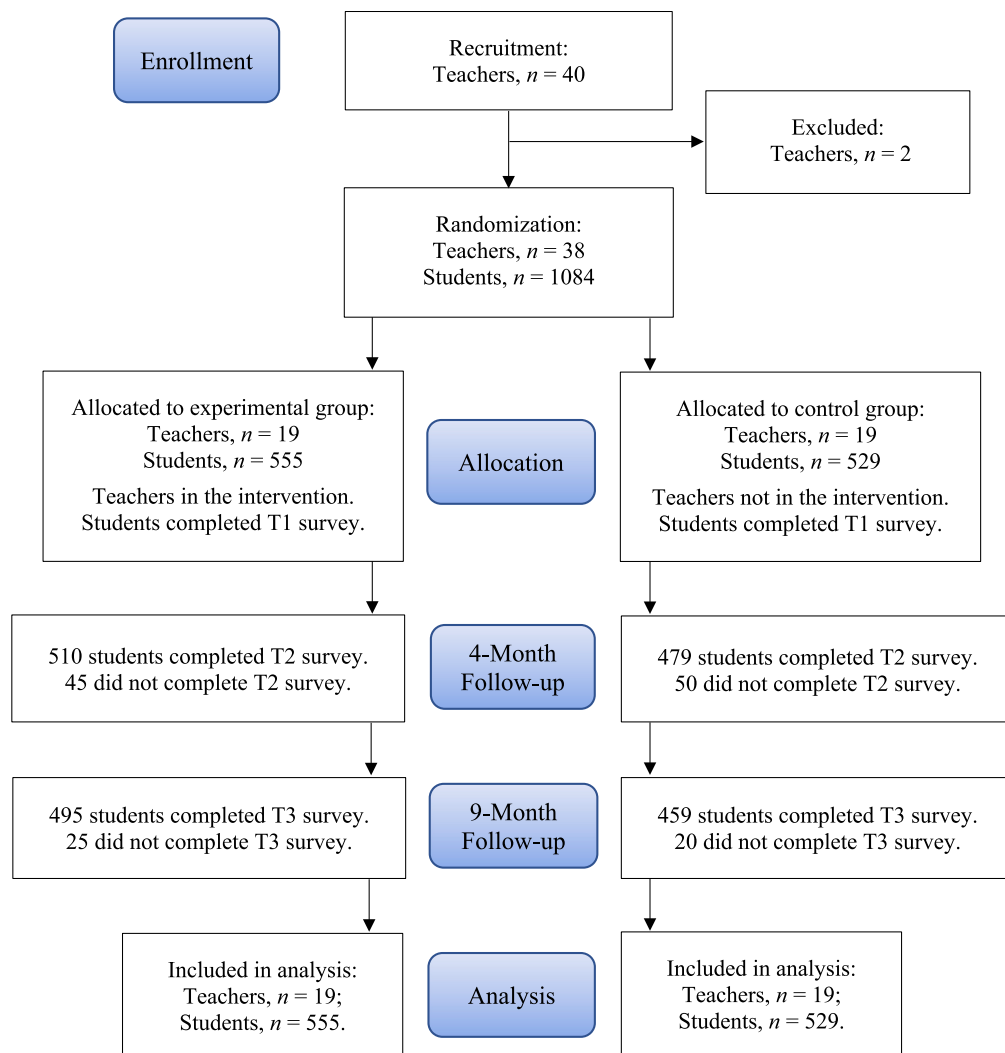 Enrollment
Recruitment:
Teachers, n = 40
Excluded:
Teachers, n = 2
Randomization:
Teachers, n = 38
Students, n = 1084
Allocated to experimental group:
Teachers, n = 19
Students, n = 555
Teachers in the intervention.
Students completed T1 survey.
Allocation
Allocated to control group:
Teachers, n = 19
Students, n = 529
Teachers not in the intervention.
Students completed T1 survey.
510 students completed T2 survey.
45 did not complete T2 survey.
4-Month
Follow-up
479 students completed T2 survey.
50 did not complete T2 survey.
495 students completed T3 survey.
25 did not complete T3 survey.
9-Month
Follow-up
459 students completed T3 survey.
20 did not complete T3 survey.
Included in analysis:
Teachers, n = 19;
Students, n = 555.
Analysis
Included in analysis:
Teachers, n = 19;
Students, n = 529.